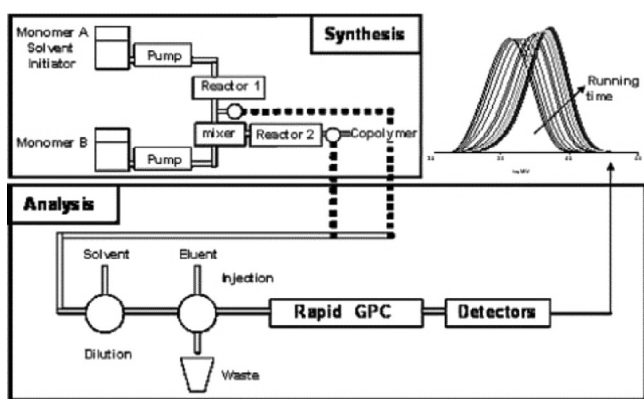 Synthesis
Monomer A
Solvent
Initiator
Pump
Reactor 1
Monomer B
Pump
mixer
Reactor 2
Copolymer
Running
time
Analysis
Solvent
Eluent
Injection
Dilution
Waste
Rapid GPC
Detectors